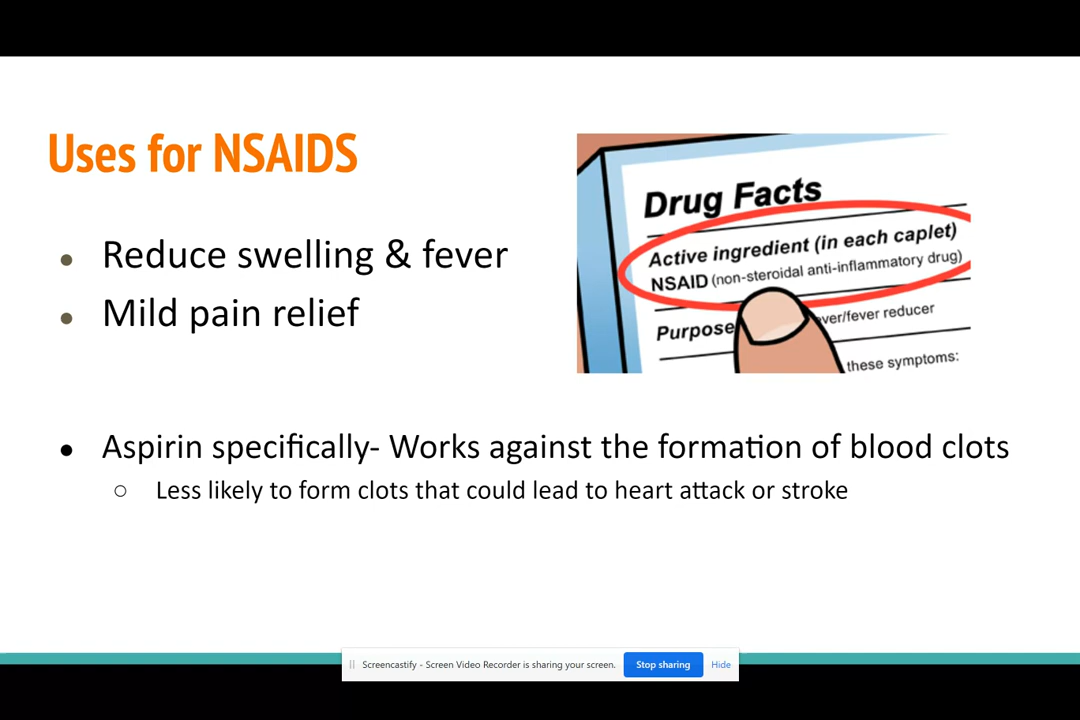 Uses for NSAIDS
Reduce swelling & fever
Mild pain relief
Drug Facts
Active ingredient (in each caplet)
NSAID (non-steroidal anti-inflammatory drug)
Purpose
ver/fever reducer
these symptoms:
Aspirin specifically- Works against the formation of blood clots
Less likely to form clots that could lead to heart attack or stroke
Screencastify - Screen Video Recorder is sharing your screen. Stop sharing Hide